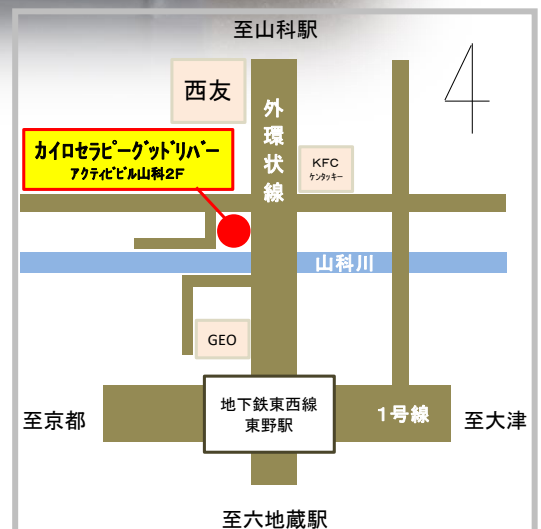 至山科駅
西友
外環状線
カイロセラピーグッドリバー
アクティビル山科2F
KFC
ケンタッキー
山科川
GEO
地下鉄東西線
東野駅
至京都
1号線
至大津
至六地蔵駅